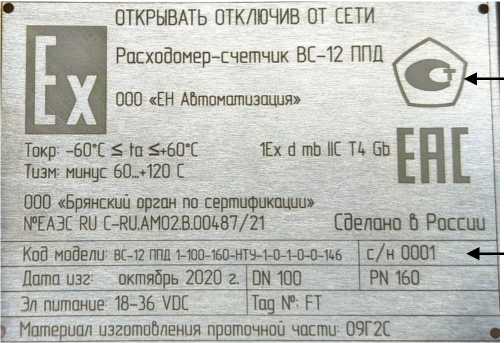 ОТКРЫВАТЬ ОТКЛЮЧИВ ОТ СЕТИ
Ex
Расходомер-счетчик ВС-12 ППД
ООО «ЕН Автоматизация»
Токр: -60°С ≤ ta ≤+60°С
1Ex d mb IIC T4 Gb
Тизм: минус 60...+120 С
ЕАС
ООО «Брянский орган по сертификации»
№ЕАЭС RU C-RU.АМ02.В.00487/21
Сделано в России
Код модели: ВС-12 ППД 1-100-160-НТУ-1-0-1-0-0-146
с/н 0001
Дата изг: октябрь 2020 г.
DN 100
PN 160
Эл питание: 18-36 VDC
Tag №: FT
Материал изготовления проточной части: 09Г2С